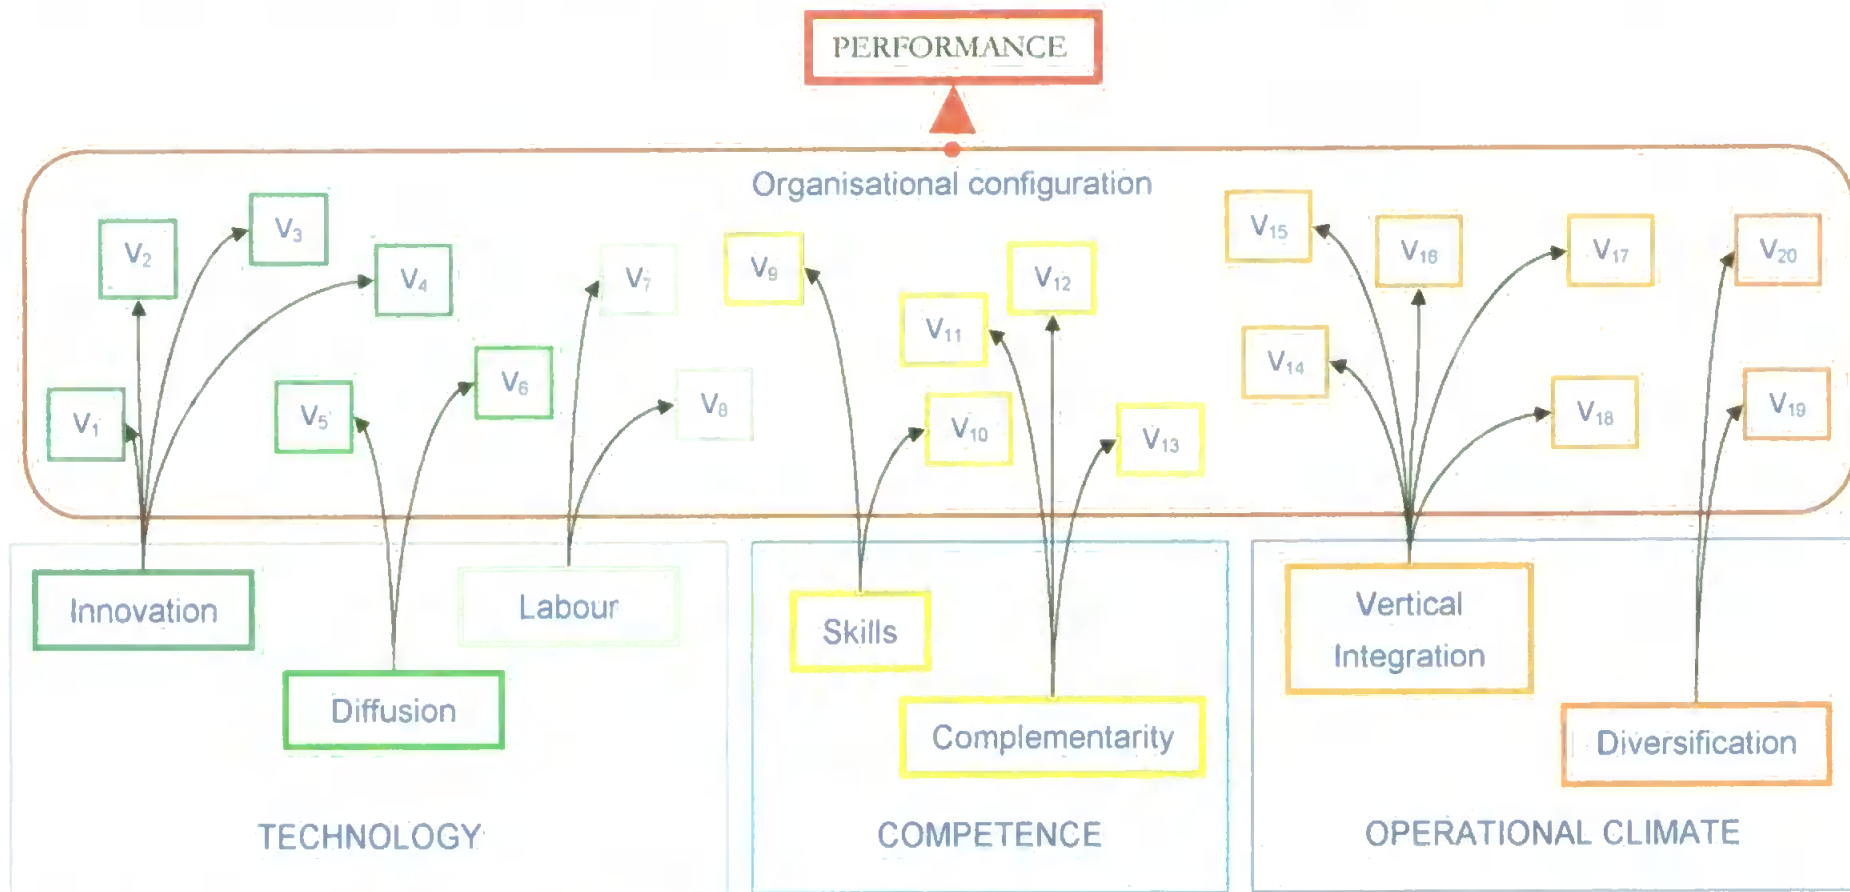 PERFORMANCE
Organisational configuration
V₁
V₂
V₃
V₄
V₅
V₆
V₇
V₈
V₉
V₁₀
V₁₁
V₁₂
V₁₃
V₁₄
V₁₅
V₁₆
V₁₇
V₁₈
V₁₉
V₂₀
Innovation
Diffusion
Labour
TECHNOLOGY
Skills
Complementarity
COMPETENCE
Vertical
Integration
Diversification
OPERATIONAL CLIMATE